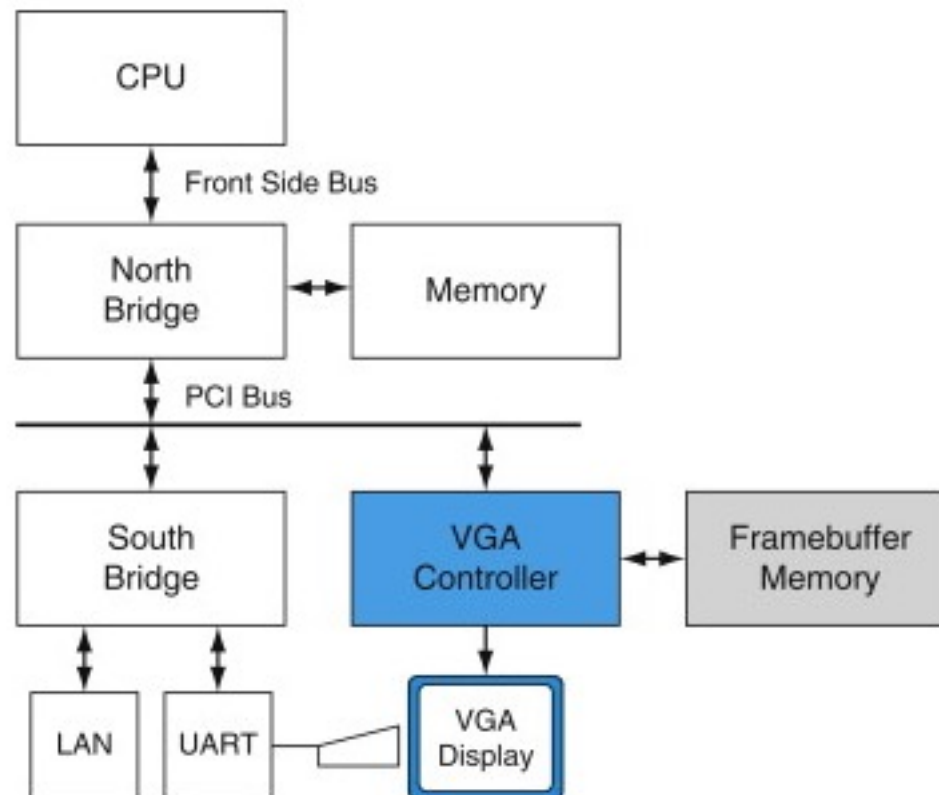 CPU
Front Side Bus
North
Bridge
Memory
PCI Bus
South
Bridge
VGA
Controller
Framebuffer
Memory
LAN
UART
VGA
Display